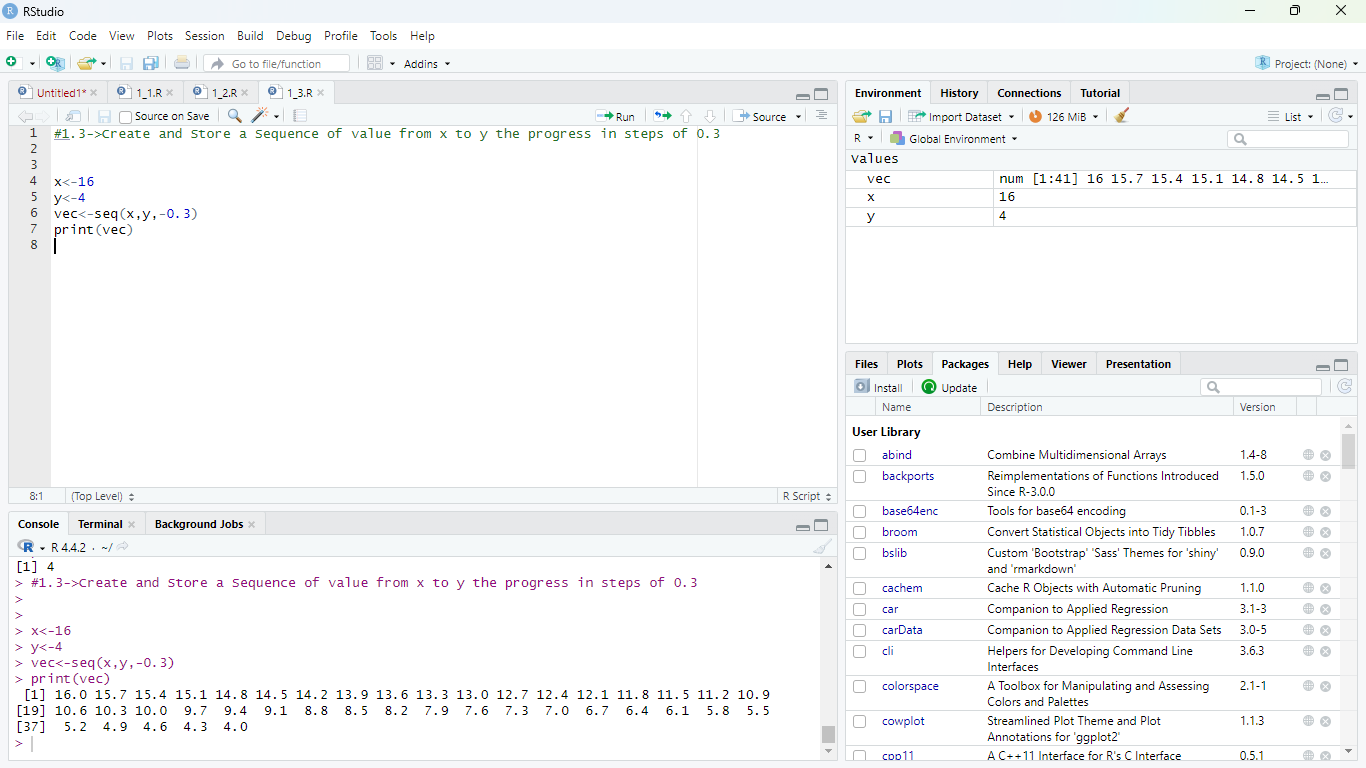 RStudio
File Edit Code View Plots Session Build Debug Profile Tools Help
Go to file/function Addins Project: (None)
Untitled1* 1_1.R 1_2.R 1_3.R
Source on Save Run Source
1 #1.3->Create and Store a Sequence of value from x to y the progress in steps of 0.3
2
3
4 x<-16
5 y<-4
6 vec<-seq(x,y,-0.3)
7 print(vec)
8
8:1 (Top Level) R Script
Console Terminal Background Jobs
R 4.4.2 · ~/
[1] 4
> #1.3->Create and Store a Sequence of value from x to y the progress in steps of 0.3
>
>
> x<-16
> y<-4
> vec<-seq(x,y,-0.3)
> print(vec)
[1] 16.0 15.7 15.4 15.1 14.8 14.5 14.2 13.9 13.6 13.3 13.0 12.7 12.4 12.1 11.8 11.5 11.2 10.9
[19] 10.6 10.3 10.0 9.7 9.4 9.1 8.8 8.5 8.2 7.9 7.6 7.3 7.0 6.7 6.4 6.1 5.8 5.5
[37] 5.2 4.9 4.6 4.3 4.0
>
Environment History Connections Tutorial
Import Dataset 126 MiB List
R Global Environment
Values
vec num [1:41] 16 15.7 15.4 15.1 14.8 14.5 1…
x 16
y 4
Files Plots Packages Help Viewer Presentation
Install Update
Name Description Version
User Library
abind Combine Multidimensional Arrays 1.4-8
backports Reimplementations of Functions Introduced 1.5.0
Since R-3.0.0
base64enc Tools for base64 encoding 0.1-3
broom Convert Statistical Objects into Tidy Tibbles 1.0.7
bslib Custom 'Bootstrap' 'Sass' Themes for 'shiny' 0.9.0
and 'rmarkdown'
cachem Cache R Objects with Automatic Pruning 1.1.0
car Companion to Applied Regression 3.1-3
carData Companion to Applied Regression Data Sets 3.0-5
cli Helpers for Developing Command Line 3.6.3
Interfaces
colorspace A Toolbox for Manipulating and Assessing 2.1-1
Colors and Palettes
cowplot Streamlined Plot Theme and Plot 1.1.3
Annotations for 'ggplot2'
cpp11 A C++11 Interface for R's C Interface 0.5.1